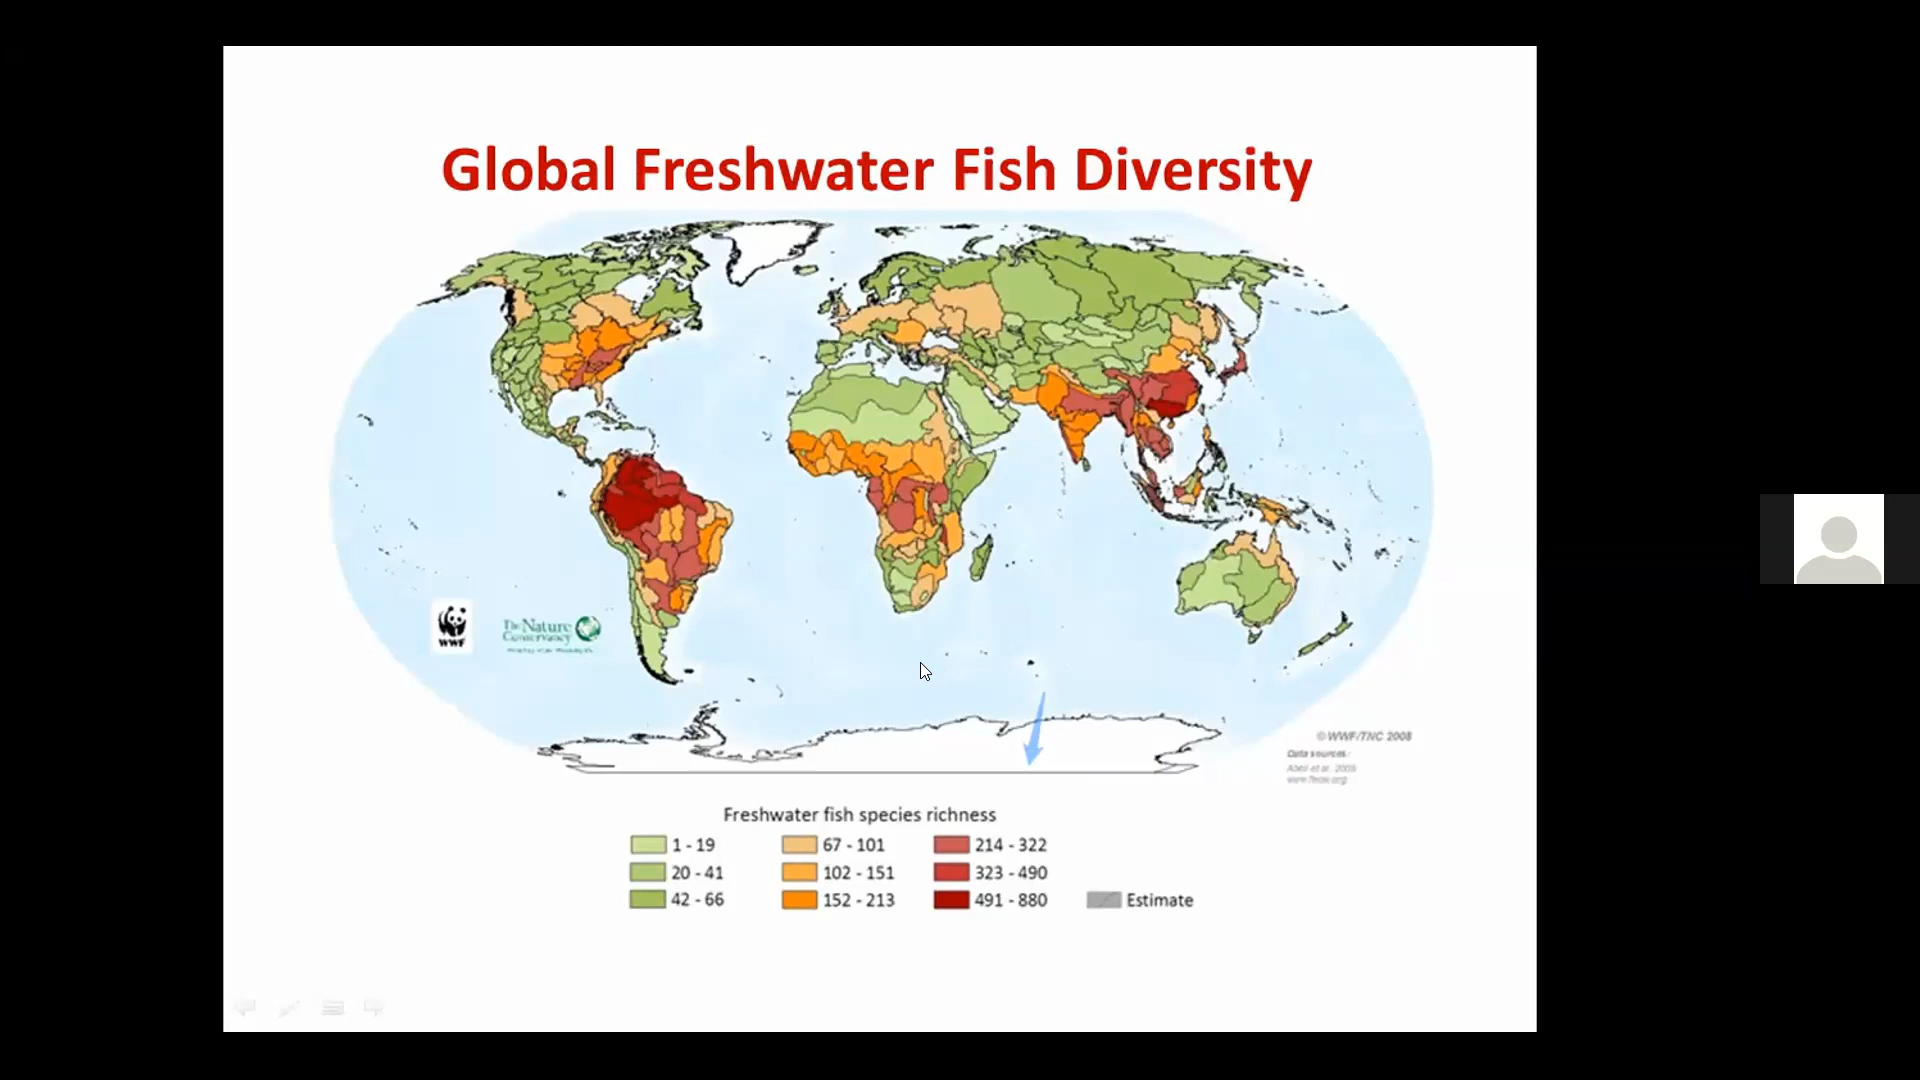 Global Freshwater Fish Diversity
WWF
The Nature
Conservancy
© WWF/TNC 2008
Data sources:
Abell et al. 2008
www.feow.org
Freshwater fish species richness
1 - 19
67 - 101
214 - 322
20 - 41
102 - 151
323 - 490
42 - 66
152 - 213
491 - 880
Estimate